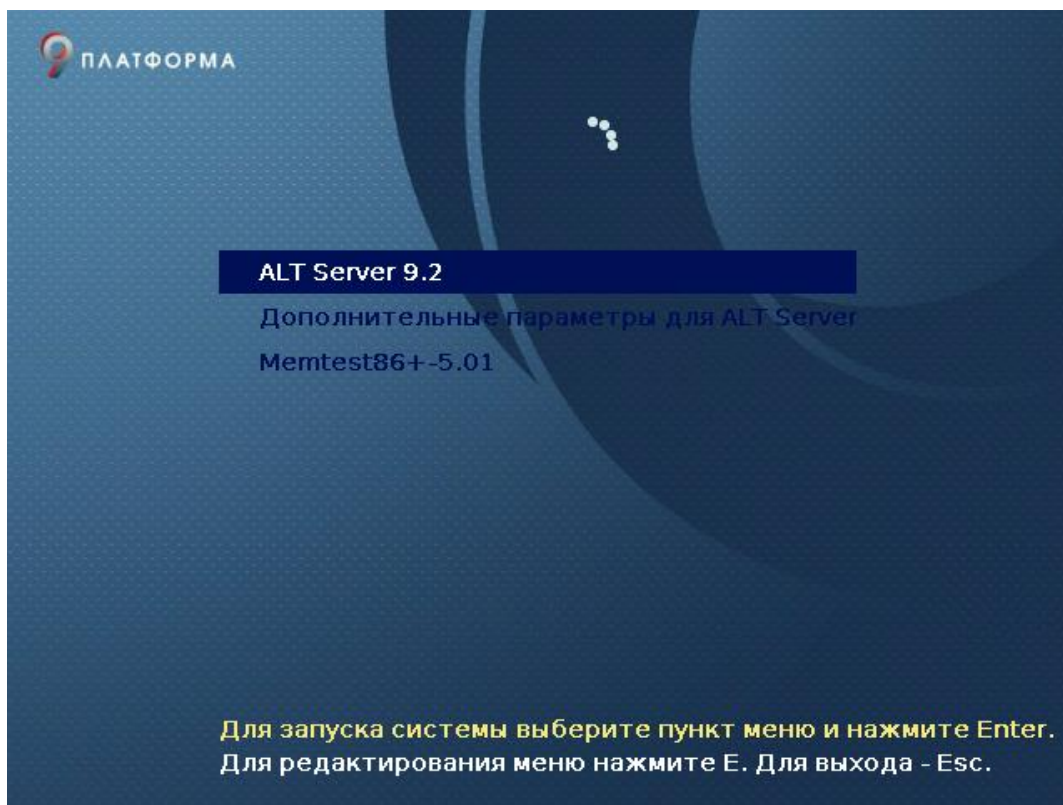 9 ПЛАТФОРМА
ALT Server 9.2
Дополнительные параметры для ALT Server
Memtest86+-5.01
Для запуска системы выберите пункт меню и нажмите Enter.
Для редактирования меню нажмите E. Для выхода - Esc.